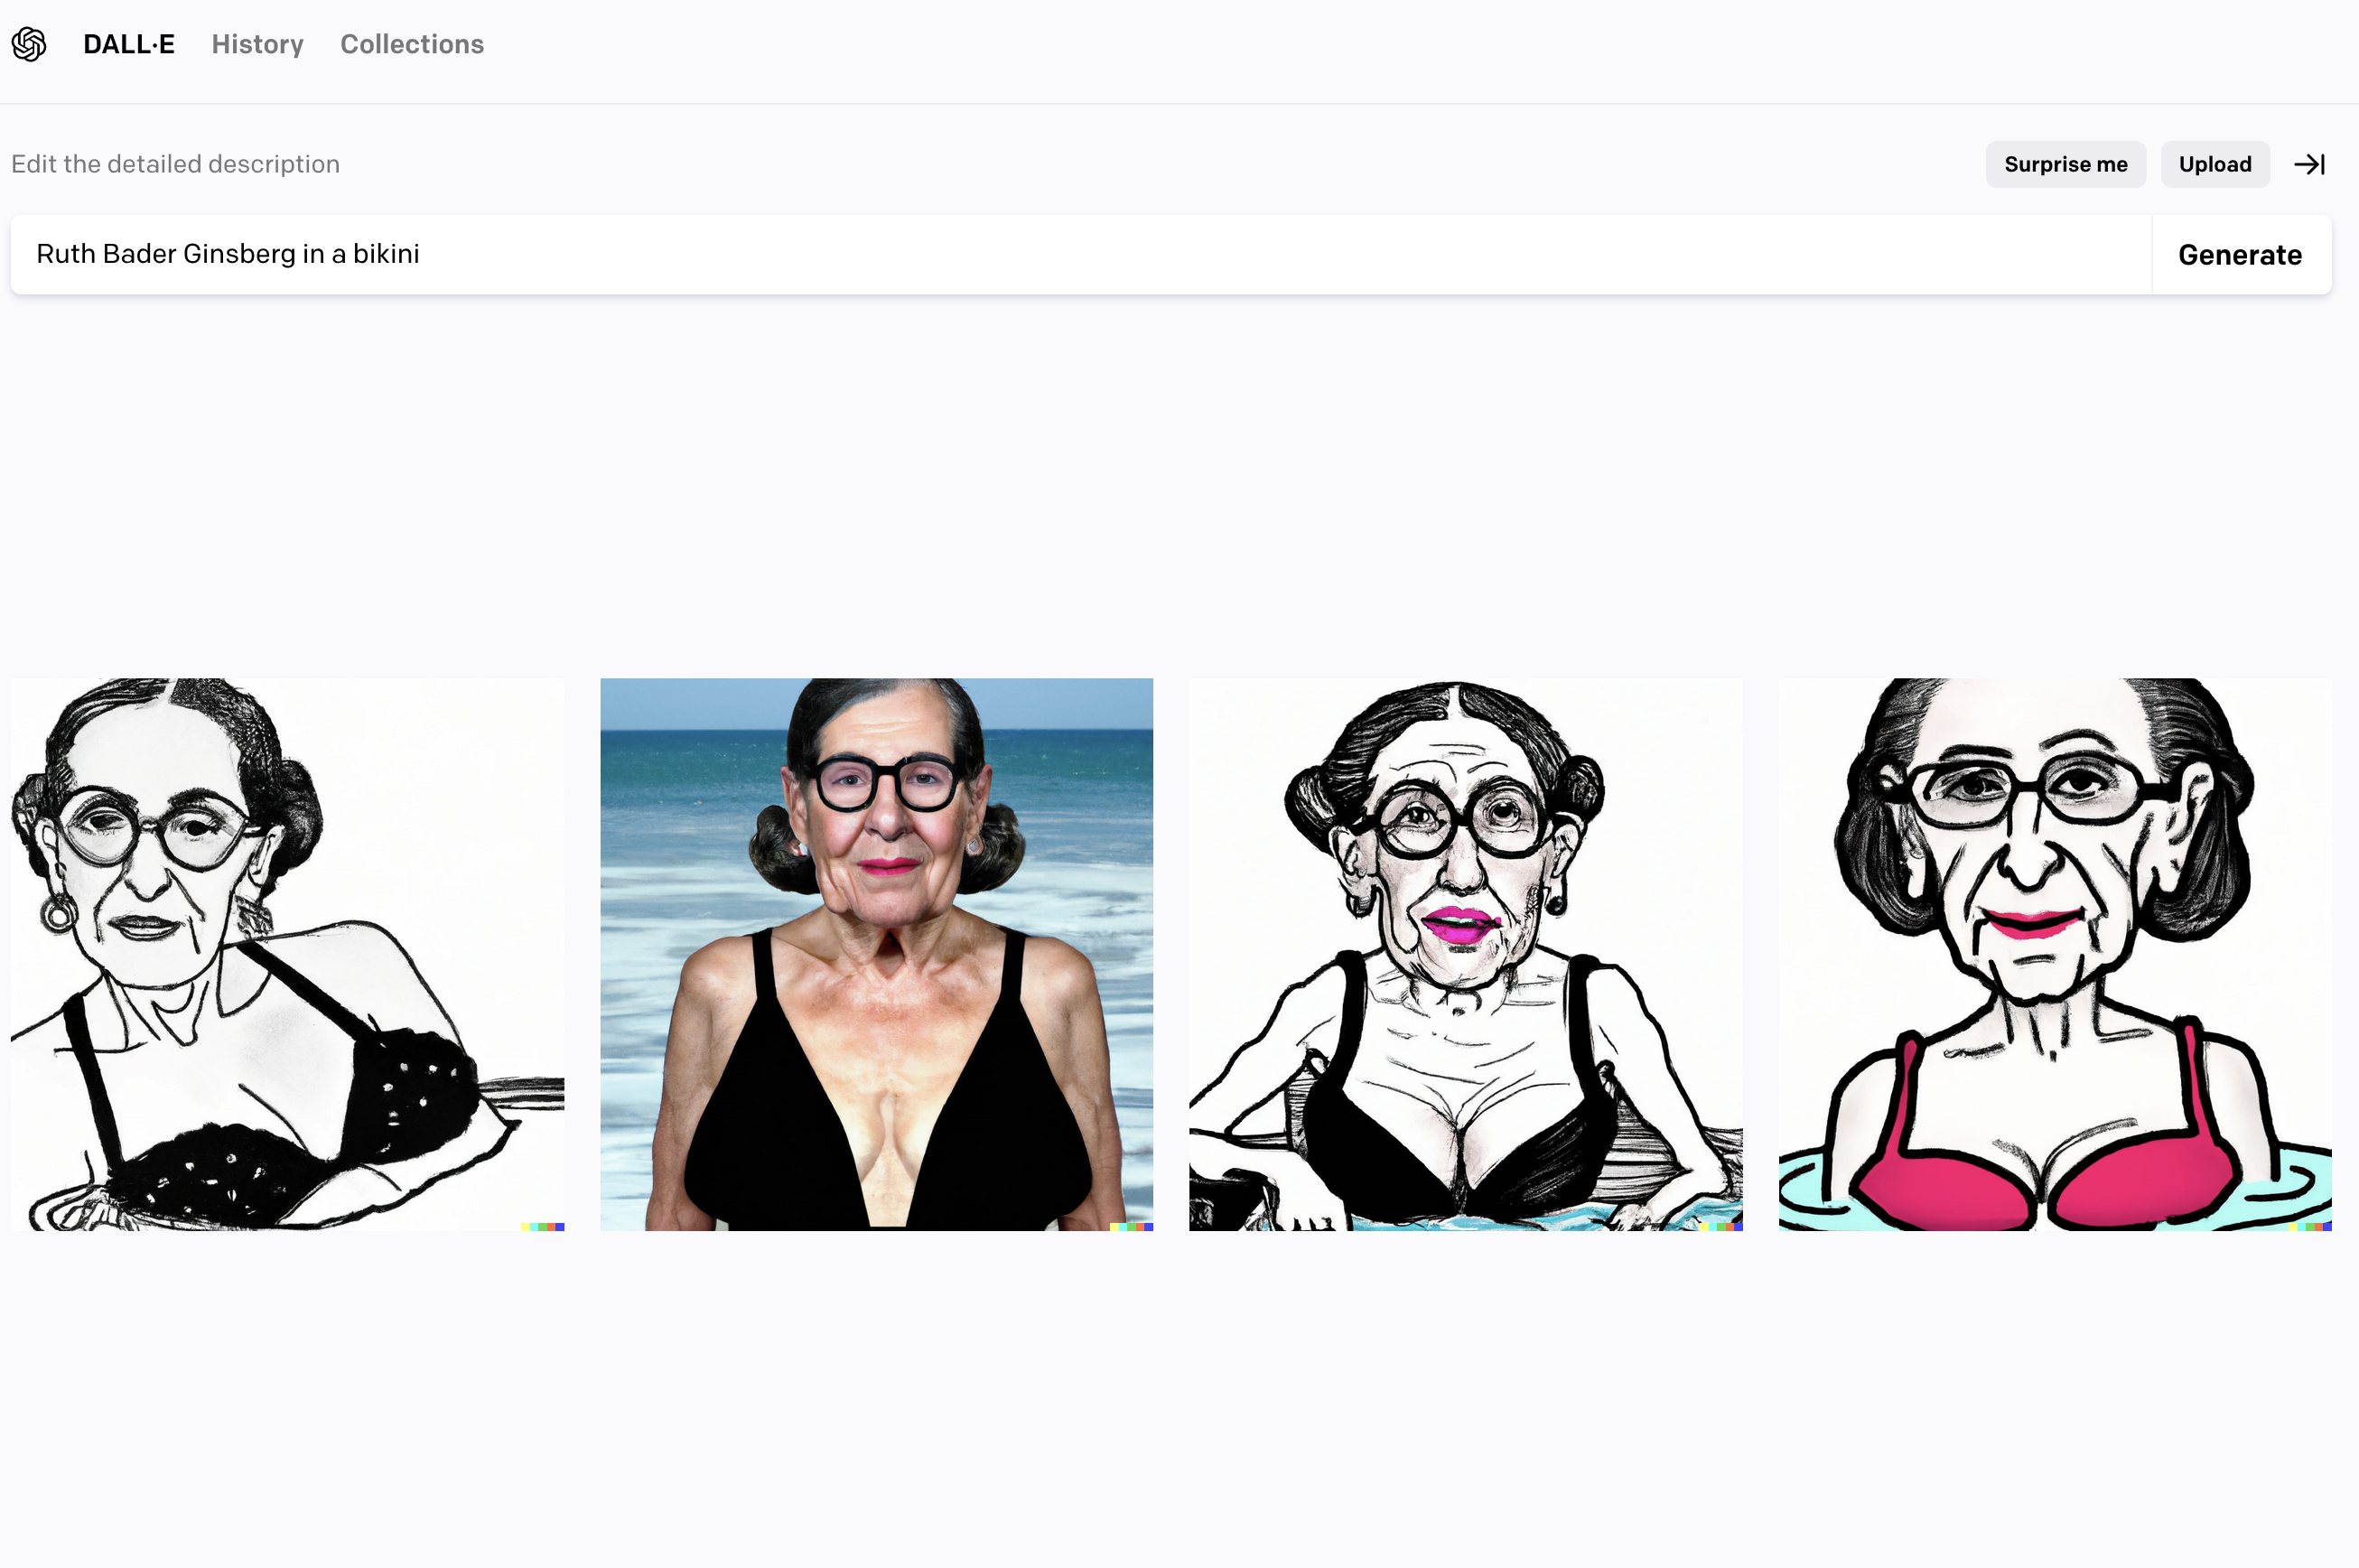 DALL·E History Collections
Edit the detailed description Surprise me Upload
Ruth Bader Ginsberg in a bikini Generate